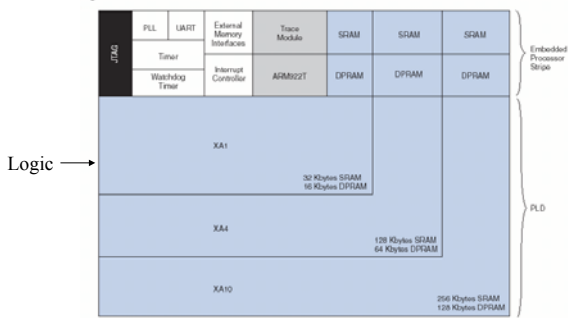 JTAG
PLL
UART
External
Memory
Interfaces
Trace
Module
SRAM
SRAM
SRAM
Embedded
Processor
Stripe
Timer
Watchdog
Timer
Interrupt
Controller
ARM922T
DPRAM
DPRAM
DPRAM
Logic
XA1
32 Kbytes SRAM
16 Kbytes DPRAM
PLD
XA4
128 Kbytes SRAM
64 Kbytes DPRAM
XA10
256 Kbytes SRAM
128 Kbytes DPRAM